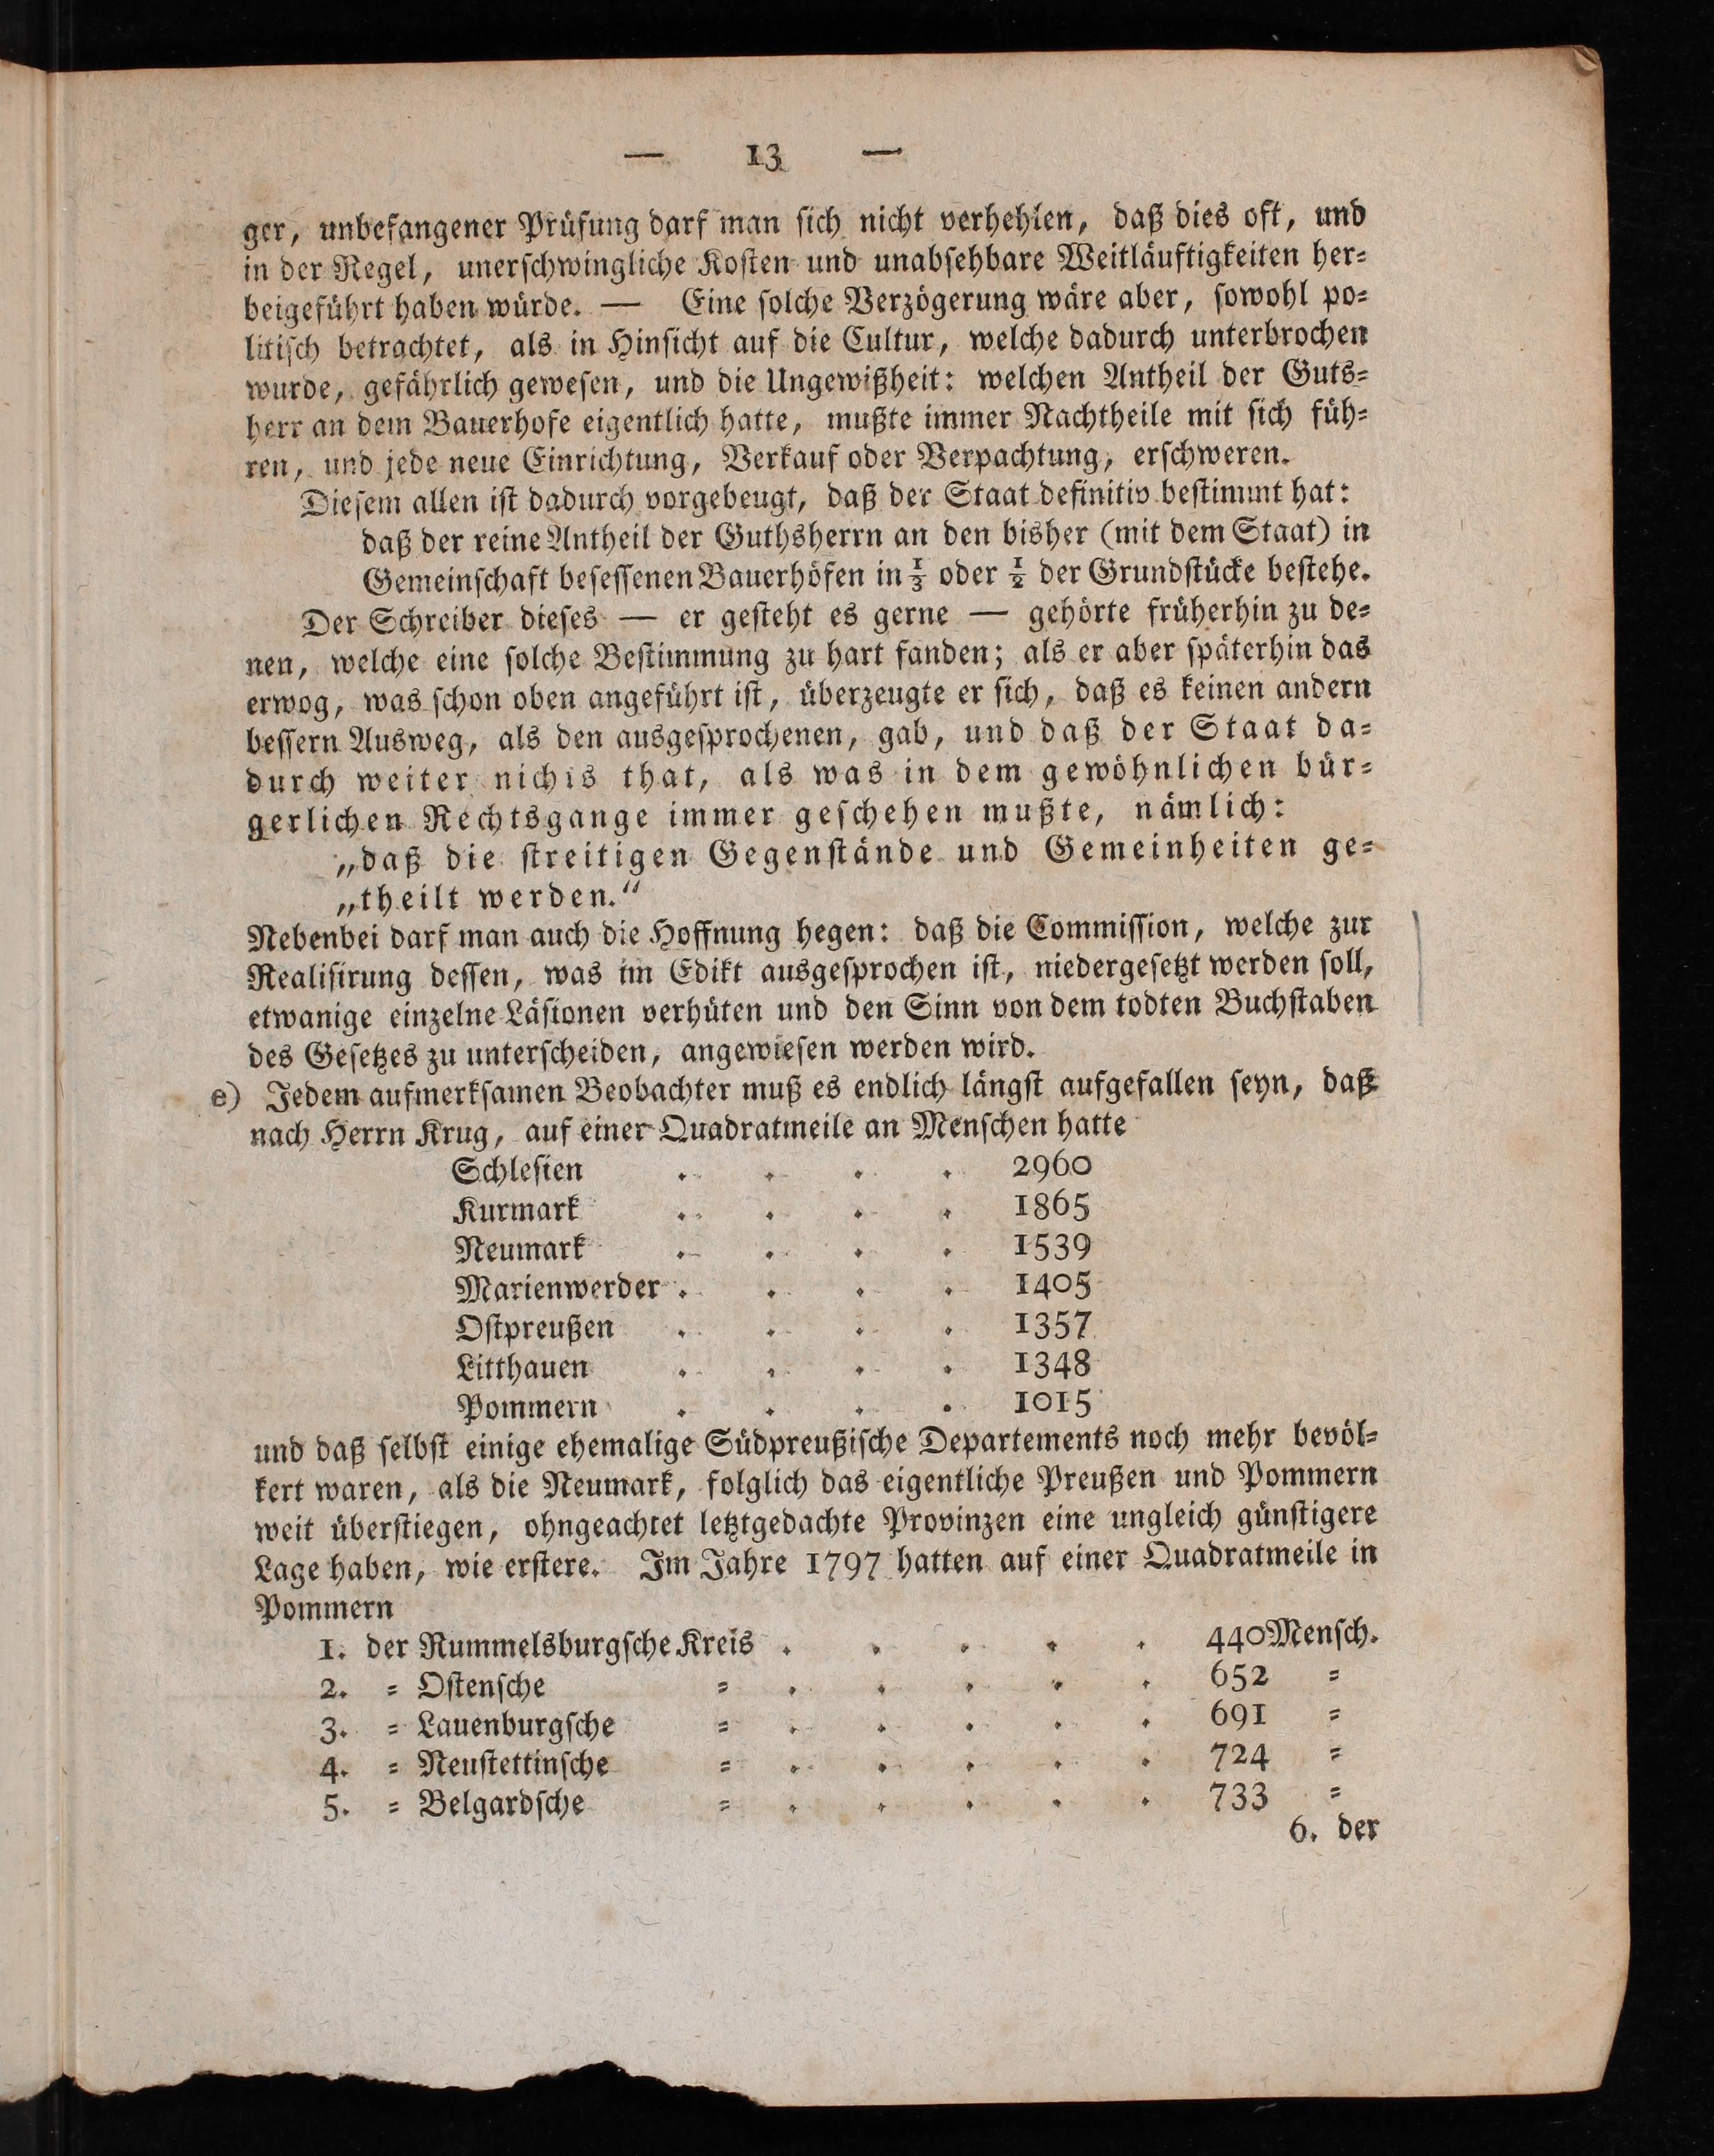 — 13 —
ger, unbefangener Prüfung darf man ſich nicht verhehlen, daß dies oft, und
in der Regel, unerſchwingliche Koſten und unabſehbare Weitläuftigkeiten her⸗
beigeführt haben würde. — Eine ſolche Verzögerung wäre aber, ſowohl po⸗
litiſch betrachtet, als in Hinſicht auf die Cultur, welche dadurch unterbrochen
wurde, gefährlich geweſen, und die Ungewißheit: welchen Antheil der Guts⸗
herr an dem Bauerhofe eigentlich hatte, mußte immer Nachtheile mit ſich füh⸗
ren, und jede neue Einrichtung, Verkauf oder Verpachtung, erſchweren.
Dieſem allen iſt dadurch vorgebeugt, daß der Staat definitiv beſtimmt hat:
daß der reine Antheil der Guthsherrn an den bisher (mit dem Staat) in
Gemeinſchaft beſeſſenen Bauerhöfen in ⅓ oder ½ der Grundſtücke beſtehe.
Der Schreiber dieſes — er geſteht es gerne — gehörte früherhin zu de⸗
nen, welche eine ſolche Beſtimmung zu hart fanden; als er aber ſpäterhin das
erwog, was ſchon oben angeführt iſt, überzeugte er ſich, daß es keinen andern
beſſern Ausweg, als den ausgeſprochenen, gab, und daß der Staat da⸗
durch weiter nichts that, als was in dem gewöhnlichen bür⸗
gerlichen Rechtsgange immer geſchehen mußte, nämlich:
„daß die ſtreitigen Gegenſtände und Gemeinheiten ge⸗
„theilt werden.“
Nebenbei darf man auch die Hoffnung hegen: daß die Commiſſion, welche zur
Realiſirung deſſen, was im Edikt ausgeſprochen iſt, niedergeſetzt werden ſoll,
etwanige einzelne Läſionen verhüten und den Sinn von dem todten Buchſtaben
des Geſetzes zu unterſcheiden, angewieſen werden wird.
e) Jedem aufmerkſamen Beobachter muß es endlich längſt aufgefallen ſeyn, daß
nach Herrn Krug, auf einer Quadratmeile an Menſchen hatte
Schleſien . . . . 2960
Kurmark . . . . 1865
Neumark . . . . 1539
Marienwerder . . . . 1405
Oſtpreußen . . . . 1357
Litthauen . . . . 1348
Pommern . . . . 1015
und daß ſelbſt einige ehemalige Südpreußiſche Departements noch mehr bevöl⸗
kert waren, als die Neumark, folglich das eigentliche Preußen und Pommern
weit überſtiegen, ohngeachtet letztgedachte Provinzen eine ungleich günſtigere
Lage haben, wie erſtere. Im Jahre 1797 hatten auf einer Quadratmeile in
Pommern
1. der Rummelsburgſche Kreis . . . . . 440 Menſch.
2. ⸗ Oſtenſche ⸗ . . . . . 652 ⸗
3. ⸗ Lauenburgſche ⸗ . . . . . 691 ⸗
4. ⸗ Neuſtettinſche ⸗ . . . . . 724 ⸗
5. ⸗ Belgardſche ⸗ . . . . . 733 ⸗
6. der